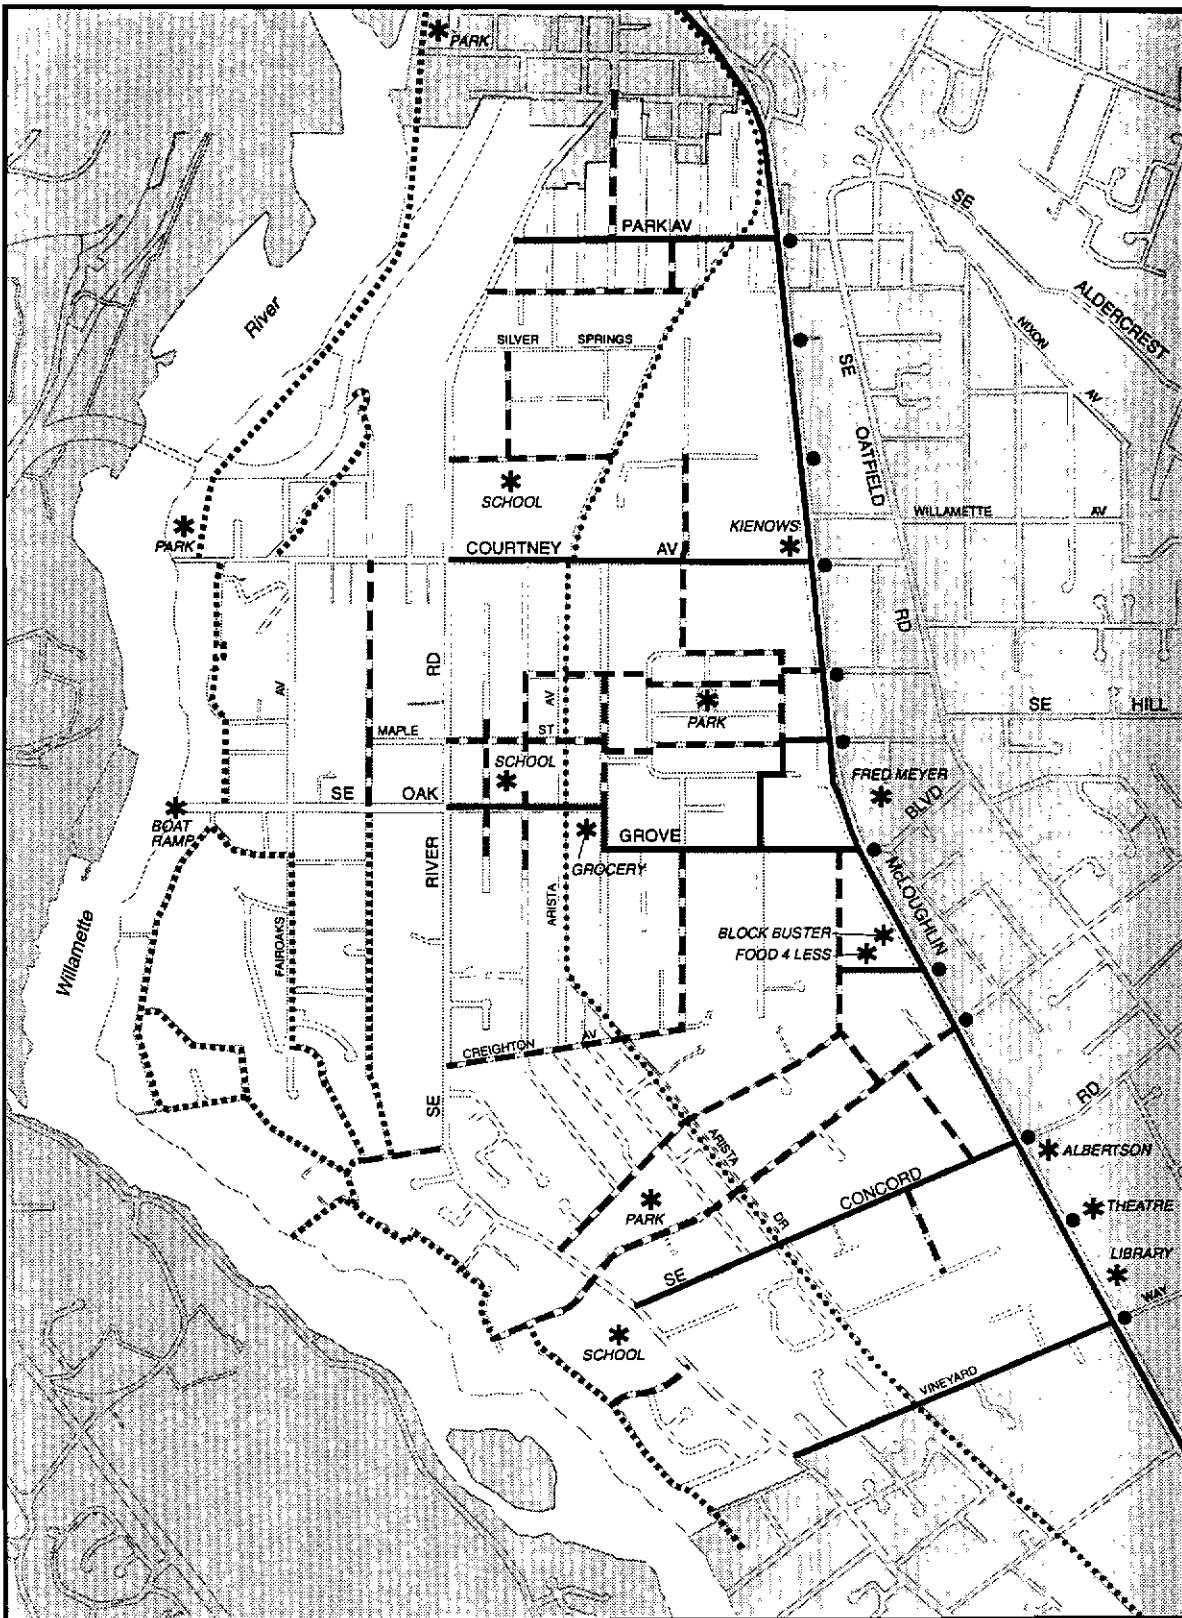 PARK
PARK AV
SE
ALDERCREST
River
NIXON
AV
SILVER SPRINGS
SE
OATFIELD
RD
SCHOOL
KIENOWS
WILLAMETTE AV
PARK
COURTNEY AV
AV
RD
AV
PARK
SE HILL
MAPLE
ST
SCHOOL
FRED MEYER
SE OAK
BOAT
RAMP
GROVE
BLVD
McLOUGHLIN
GROCERY
RIVER
ARISTA
FAIROAKS
Willamette
BLOCK BUSTER
FOOD 4 LESS
CREIGHTON AV
SE
RD
ARISTA
DR
ALBERTSON
CONCORD
PARK
THEATRE
SE
LIBRARY
WAY
SCHOOL
VINEYARD